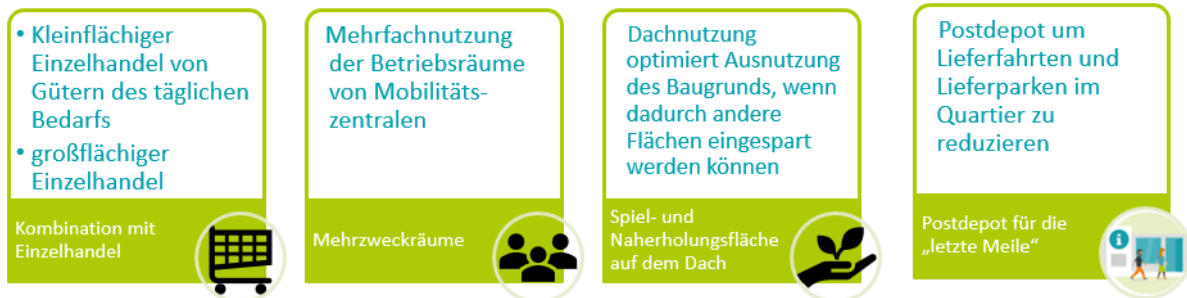 • Kleinflächiger
Einzelhandel von
Gütern des täglichen
Bedarfs
• großflächiger
Einzelhandel
Kombination mit
Einzelhandel
Mehrfachnutzung
der Betriebsräume
von Mobilitäts-
zentralen
Mehrzweckräume
Dachnutzung
optimiert Ausnutzung
des Baugrunds, wenn
dadurch andere
Flächen eingespart
werden können
Spiel- und
Naherholungsfläche
auf dem Dach
Postdepot um
Lieferfahrten und
Lieferparken im
Quartier zu
reduzieren
Postdepot für die
„letzte Meile“